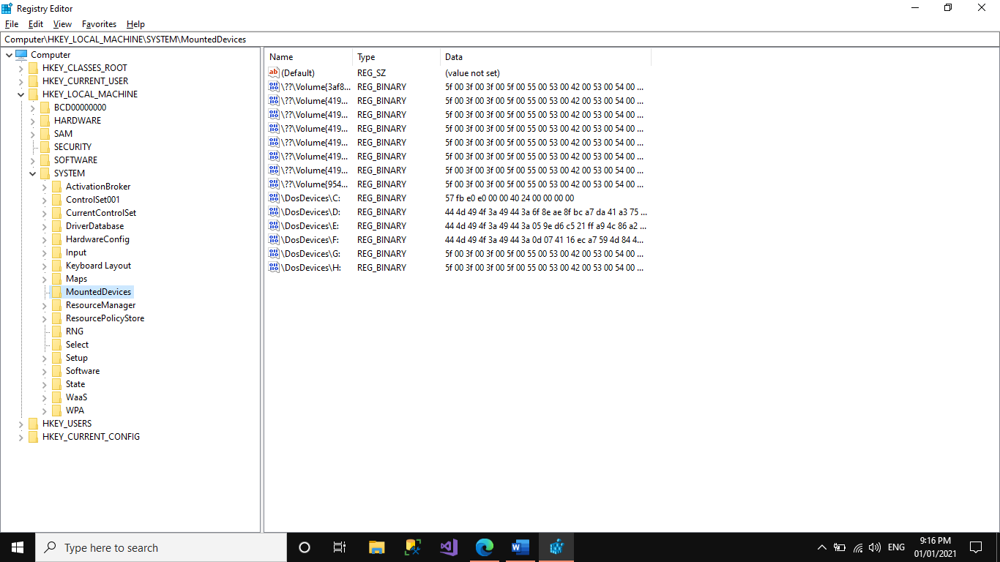 Registry Editor
File Edit View Favorites Help
Computer\HKEY_LOCAL_MACHINE\SYSTEM\MountedDevices
Computer
HKEY_CLASSES_ROOT
HKEY_CURRENT_USER
HKEY_LOCAL_MACHINE
BCD00000000
HARDWARE
SAM
SECURITY
SOFTWARE
SYSTEM
ActivationBroker
ControlSet001
CurrentControlSet
DriverDatabase
HardwareConfig
Input
Keyboard Layout
Maps
MountedDevices
ResourceManager
ResourcePolicyStore
RNG
Select
Setup
Software
State
WaaS
WPA
HKEY_USERS
HKEY_CURRENT_CONFIG
Name Type Data
(Default) REG_SZ (value not set)
\??\Volume{3af8... REG_BINARY 5f 00 3f 00 3f 00 5f 00 55 00 53 00 42 00 53 00 54 00 ...
\??\Volume{419... REG_BINARY 5f 00 3f 00 3f 00 5f 00 55 00 53 00 42 00 53 00 54 00 ...
\??\Volume{419... REG_BINARY 5f 00 3f 00 3f 00 5f 00 55 00 53 00 42 00 53 00 54 00 ...
\??\Volume{419... REG_BINARY 5f 00 3f 00 3f 00 5f 00 55 00 53 00 42 00 53 00 54 00 ...
\??\Volume{419... REG_BINARY 5f 00 3f 00 3f 00 5f 00 55 00 53 00 42 00 53 00 54 00 ...
\??\Volume{419... REG_BINARY 5f 00 3f 00 3f 00 5f 00 55 00 53 00 42 00 53 00 54 00 ...
\??\Volume{419... REG_BINARY 5f 00 3f 00 3f 00 5f 00 55 00 53 00 42 00 53 00 54 00 ...
\??\Volume{954... REG_BINARY 5f 00 3f 00 3f 00 5f 00 55 00 53 00 42 00 53 00 54 00 ...
\DosDevices\C: REG_BINARY 57 fb e0 e0 00 00 40 24 00 00 00 00
\DosDevices\D: REG_BINARY 44 4d 49 4f 3a 49 44 3a 6f 8e ae 8f bc a7 da 41 a3 75 ...
\DosDevices\E: REG_BINARY 44 4d 49 4f 3a 49 44 3a 05 9e d6 c5 21 ff a9 4c 86 a2 ...
\DosDevices\F: REG_BINARY 44 4d 49 4f 3a 49 44 3a 0d 07 41 16 ec a7 59 4d 84 4...
\DosDevices\G: REG_BINARY 5f 00 3f 00 3f 00 5f 00 55 00 53 00 42 00 53 00 54 00 ...
\DosDevices\H: REG_BINARY 5f 00 3f 00 3f 00 5f 00 55 00 53 00 42 00 53 00 54 00 ...
Type here to search
ENG
9:16 PM
01/01/2021